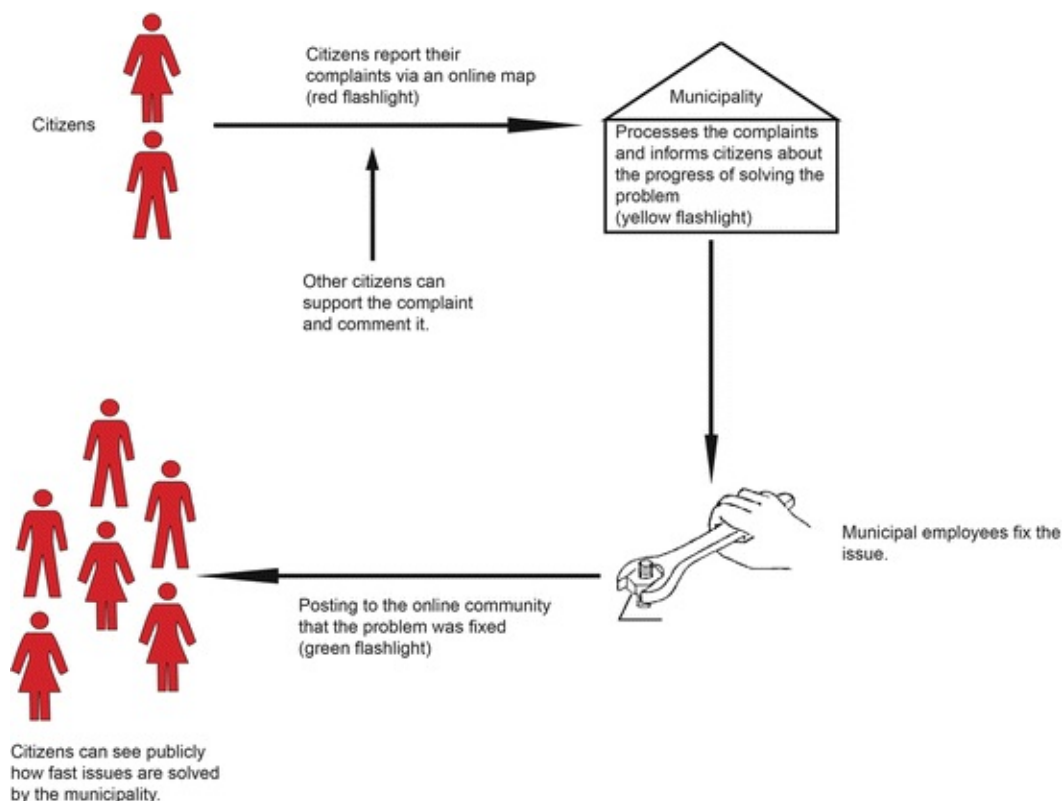 Citizens
Citizens report their
complaints via an online map
(red flashlight)
Municipality
Processes the complaints
and informs citizens about
the progress of solving the
problem
(yellow flashlight)
Other citizens can
support the complaint
and comment it.
Municipal employees fix the
issue.
Posting to the online community
that the problem was fixed
(green flashlight)
Citizens can see publicly
how fast issues are solved
by the municipality.